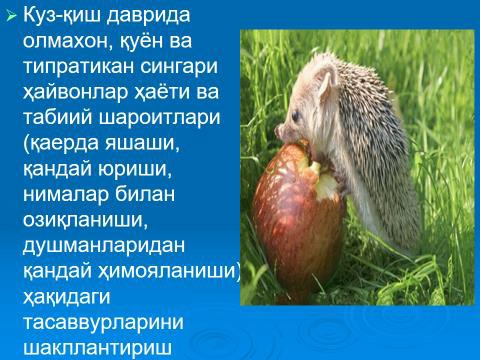 Куз-қиш даврида
олмахон, қуён ва
типратикан сингари
ҳайвонлар ҳаёти ва
табиий шароитлари
(қаерда яшаши,
қандай юриши,
нималар билан
озиқланиши,
душманларидан
қандай ҳимояланиши)
ҳақидаги
тасаввурларини
шакллантириш